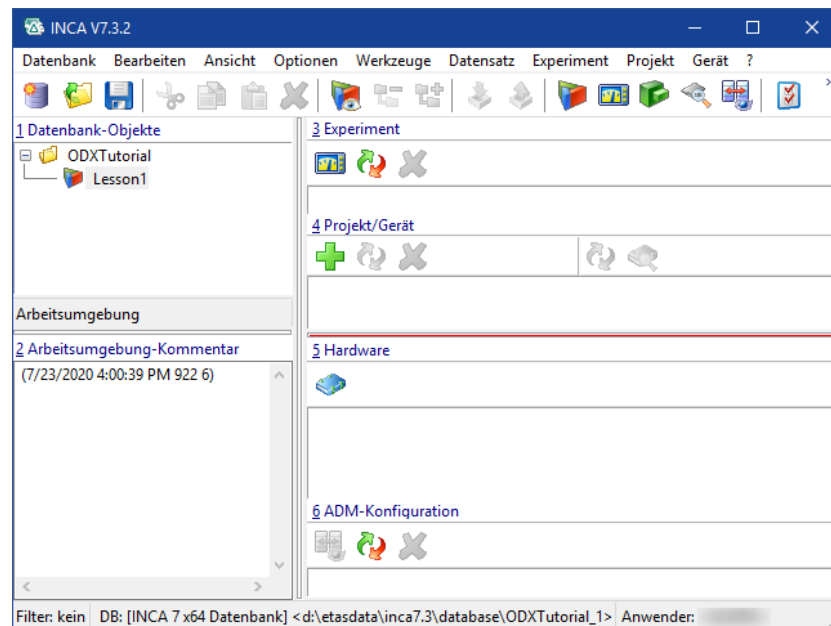 INCA V7.3.2
Datenbank Bearbeiten Ansicht Optionen Werkzeuge Datensatz Experiment Projekt Gerät ?
1 Datenbank-Objekte
ODXTutorial
Lesson1
Arbeitsumgebung
2 Arbeitsumgebung-Kommentar
(7/23/2020 4:00:39 PM 922 6)
3 Experiment
4 Projekt/Gerät
5 Hardware
6 ADM-Konfiguration
Filter: kein DB: [INCA 7 x64 Datenbank] <d:\etasdata\inca7.3\database\ODXTutorial_1> Anwender: